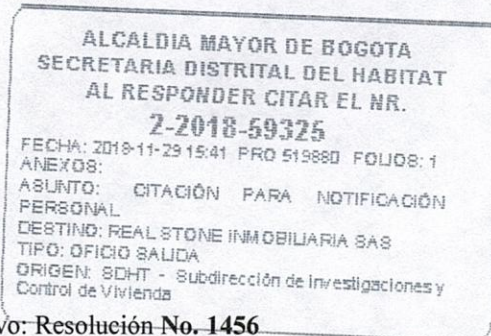 ALCALDIA MAYOR DE BOGOTA
SECRETARIA DISTRITAL DEL HABITAT
AL RESPONDER CITAR EL NR.
2-2018-59325
FECHA: 2018-11-29 15:41 PRO 519880 FOLIOS: 1
ANEXOS:
ASUNTO: CITACIÓN PARA NOTIFICACIÓN
PERSONAL
DESTINO: REAL STONE INMOBILIARIA SAS
TIPO: OFICIO SALIDA
ORIGEN: SDHT - Subdirección de Investigaciones y
Control de Vivienda
vo: Resolución No. 1456